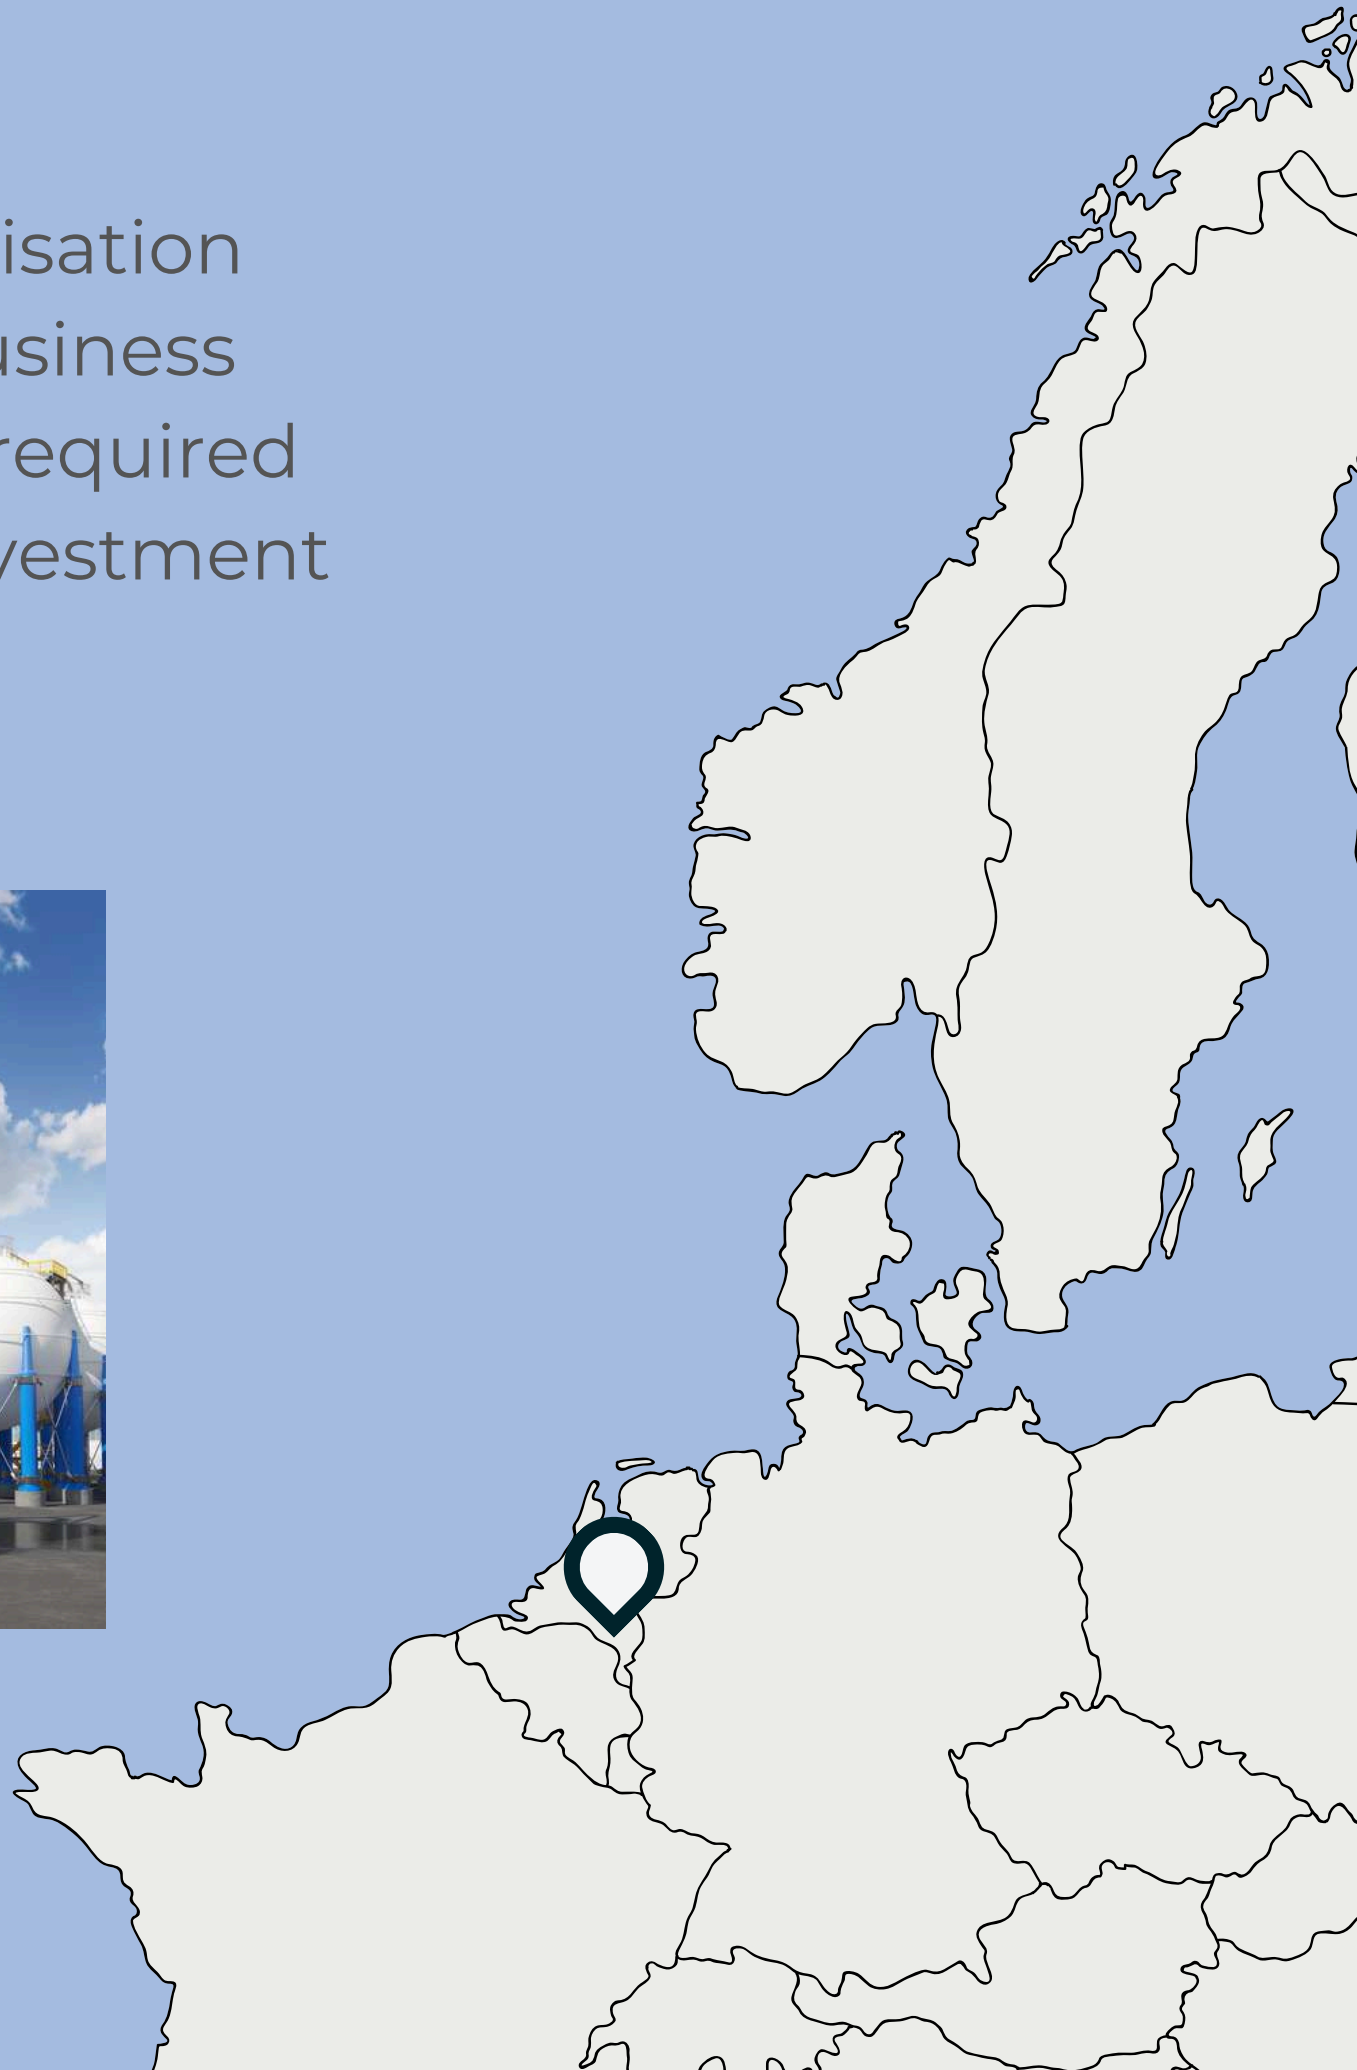 isation
usiness
required
vestment